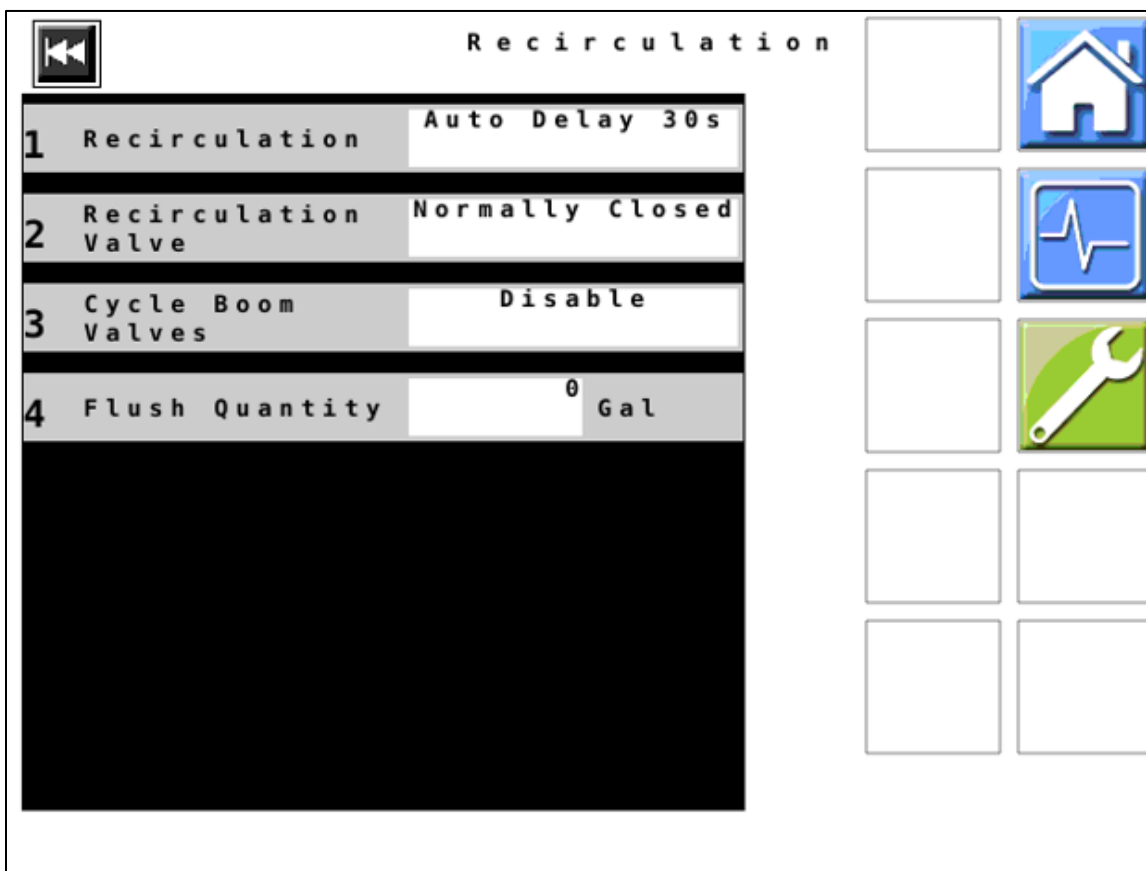 Recirculation
1 Recirculation Auto Delay 30s
2 Recirculation Valve Normally Closed
3 Cycle Boom Valves Disable
4 Flush Quantity 0 Gal